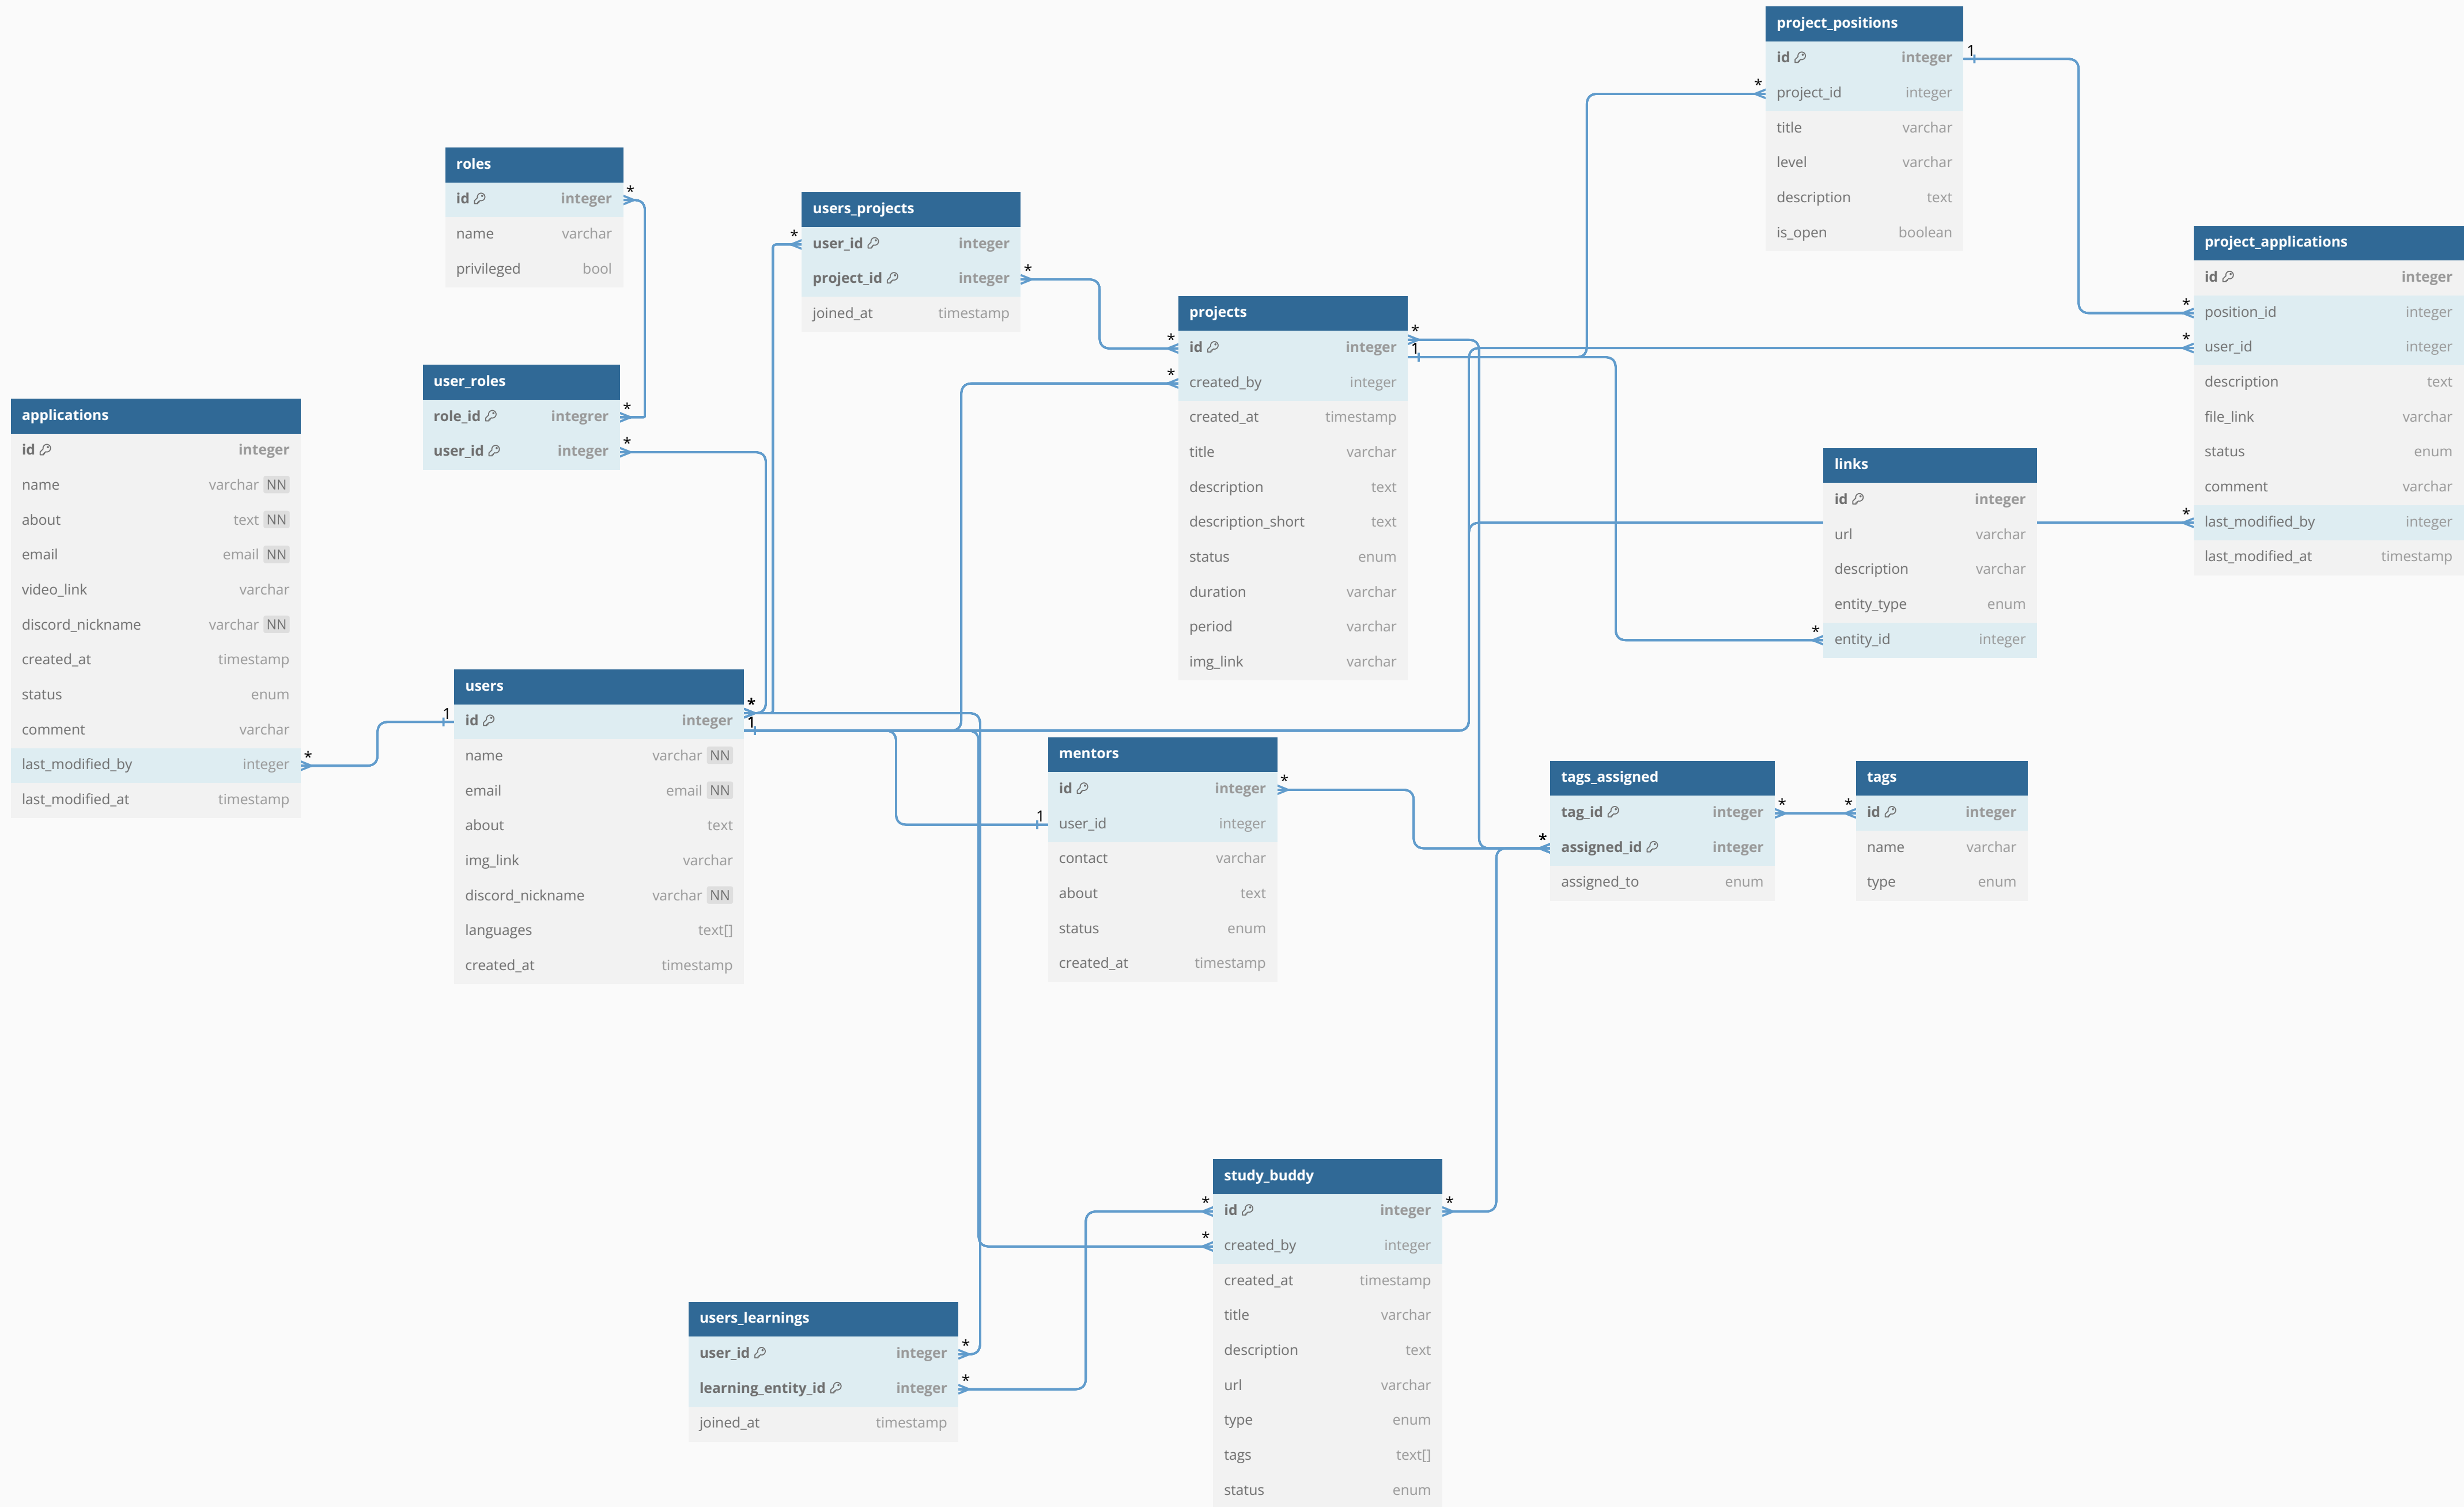 project_positions
id integer
project_id integer
title varchar
level varchar
description text
is_open boolean
1
*
roles
id integer
name varchar
privileged bool
*
users_projects
user_id integer
project_id integer
joined_at timestamp
*
*
project_applications
id integer
position_id integer
user_id integer
description text
file_link varchar
status enum
comment varchar
last_modified_by integer
last_modified_at timestamp
*
*
*
projects
id integer
created_by integer
created_at timestamp
title varchar
description text
description_short text
status enum
duration varchar
period varchar
img_link varchar
*
*
*
1
user_roles
role_id integrer
user_id integer
*
*
applications
id integer
name varchar NN
about text NN
email email NN
video_link varchar
discord_nickname varchar NN
created_at timestamp
status enum
comment varchar
last_modified_by integer
last_modified_at timestamp
*
links
id integer
url varchar
description varchar
entity_type enum
entity_id integer
*
users
id integer
name varchar NN
email email NN
about text
img_link varchar
discord_nickname varchar NN
languages text[]
created_at timestamp
1
*
1
mentors
id integer
user_id integer
contact varchar
about text
status enum
created_at timestamp
*
1
tags_assigned
tag_id integer
assigned_id integer
assigned_to enum
*
*
tags
id integer
name varchar
type enum
*
study_buddy
id integer
created_by integer
created_at timestamp
title varchar
description text
url varchar
type enum
tags text[]
status enum
*
*
*
users_learnings
user_id integer
learning_entity_id integer
joined_at timestamp
*
*